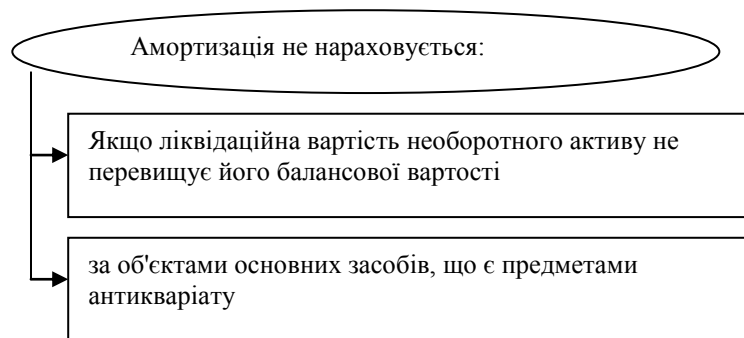 Амортизація не нараховується:
Якщо ліквідаційна вартість необоротного активу не
перевищує його балансової вартості
за об'єктами основних засобів, що є предметами
антикваріату